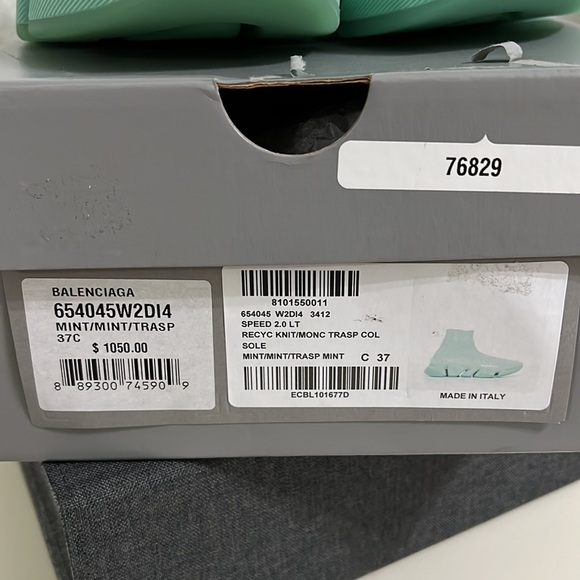 76829
BALENCIAGA
654045W2DI4
MINT/MINT/TRASP
37C
$ 1050.00
8 89300 74590 9
8101550011
654045 W2DI4 3412
SPEED 2.0 LT
RECYC KNIT/MONC TRASP COL
SOLE
MINT/MINT/TRASP MINT C 37
ECBL101677D
MADE IN ITALY